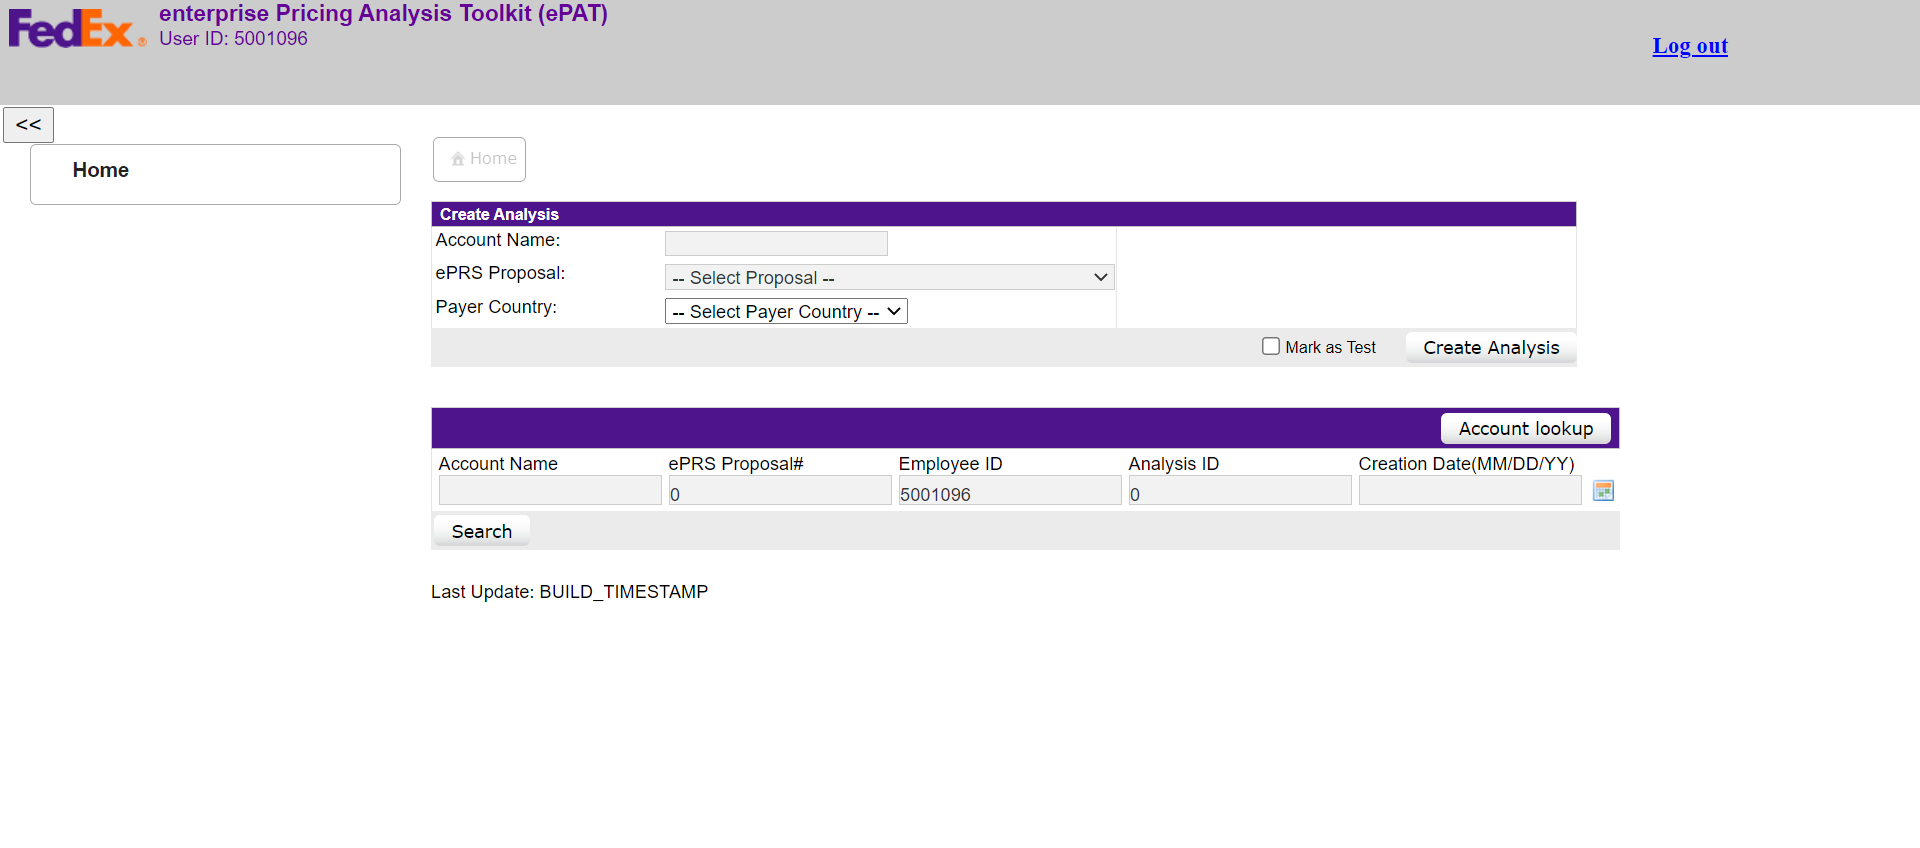 FedEx®
enterprise Pricing Analysis Toolkit (ePAT)
User ID: 5001096
Log out
<<
Home
Home
Create Analysis
Account Name:
ePRS Proposal:
-- Select Proposal --
Payer Country:
-- Select Payer Country --
Mark as Test
Create Analysis
Account lookup
Account Name ePRS Proposal# Employee ID Analysis ID Creation Date(MM/DD/YY)
0 5001096 0
Search
Last Update: BUILD_TIMESTAMP